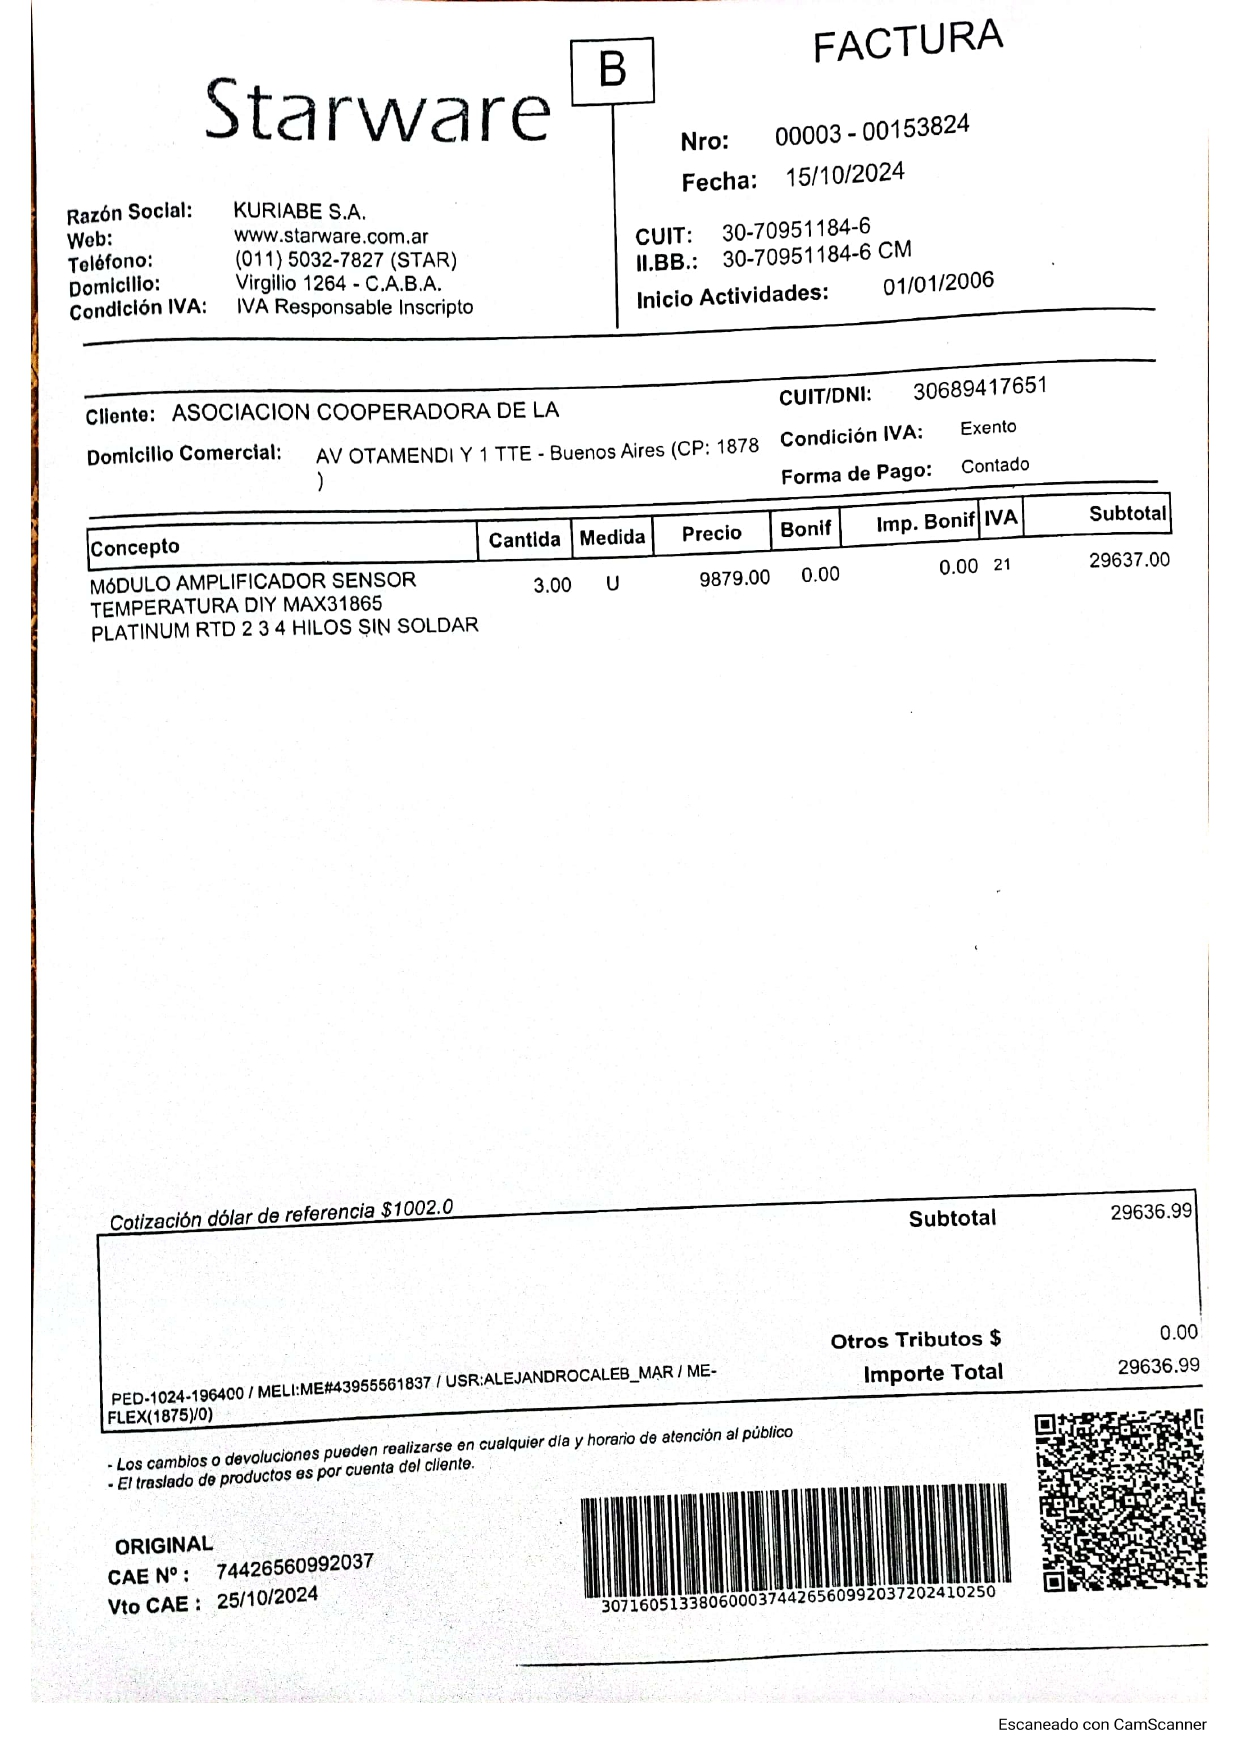 FACTURA
B
Starware
Nro: 00003 - 00153824
Fecha: 15/10/2024
Razón Social: KURIABE S.A.
Web: www.starware.com.ar
Teléfono: (011) 5032-7827 (STAR)
Domicilio: Virgilio 1264 - C.A.B.A.
Condición IVA: IVA Responsable Inscripto
CUIT: 30-70951184-6
II.BB.: 30-70951184-6 CM
Inicio Actividades: 01/01/2006
Cliente: ASOCIACION COOPERADORA DE LA
CUIT/DNI: 30689417651
Domicilio Comercial: AV OTAMENDI Y 1 TTE - Buenos Aires (CP: 1878
)
Condición IVA: Exento
Forma de Pago: Contado
Concepto Cantida Medida Precio Bonif Imp. Bonif IVA Subtotal
MóDULO AMPLIFICADOR SENSOR 3.00 U 9879.00 0.00 0.00 21 29637.00
TEMPERATURA DIY MAX31865
PLATINUM RTD 2 3 4 HILOS SIN SOLDAR
Cotización dólar de referencia $1002.0
Subtotal 29636.99
Otros Tributos $ 0.00
Importe Total 29636.99
PED-1024-196400 / MELI:ME#43955561837 / USR:ALEJANDROCALEB_MAR / ME-
FLEX(1875)/0)
- Los cambios o devoluciones pueden realizarse en cualquier día y horario de atención al público
- El traslado de productos es por cuenta del cliente.
ORIGINAL
CAE Nº : 74426560992037
Vto CAE : 25/10/2024
307160513380600037442656099203720241025​0
Escaneado con CamScanner